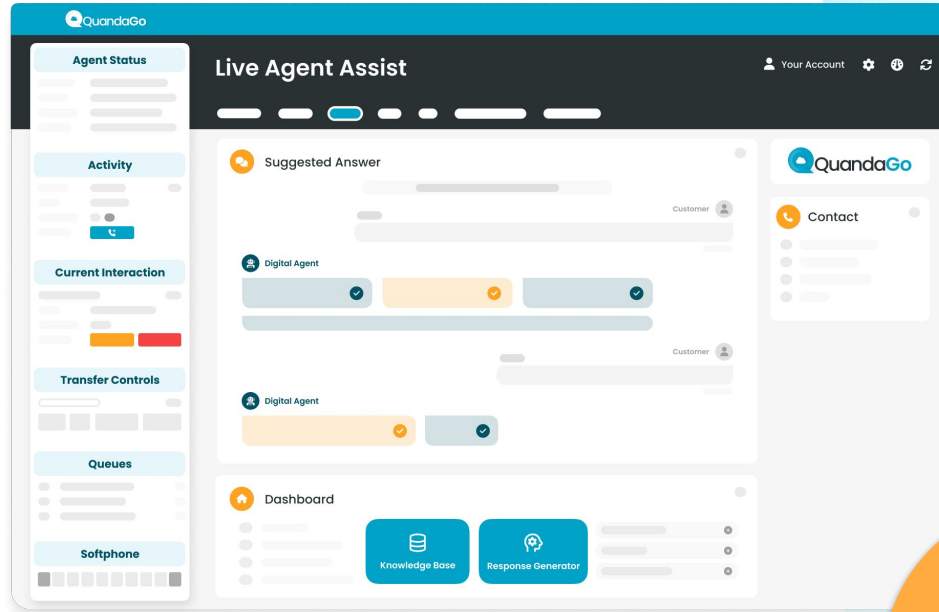 QuandaGo
Agent Status
Activity
Current Interaction
Transfer Controls
Queues
Softphone
Live Agent Assist
Your Account
Suggested Answer
Customer
Digital Agent
Customer
Digital Agent
Dashboard
Knowledge Base
Response Generator
QuandaGo
Contact